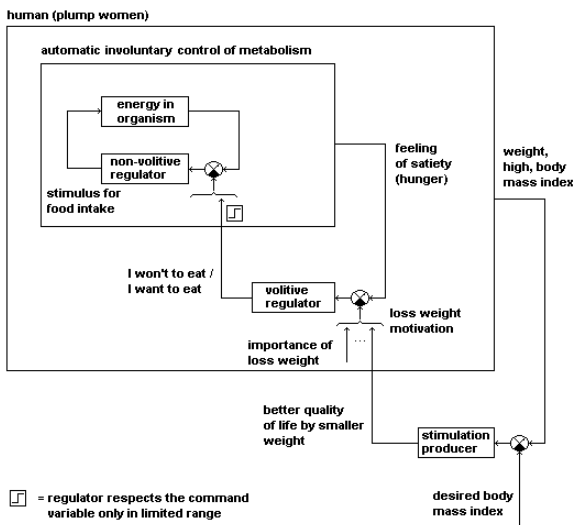 human (plump women)
automatic involuntary control of metabolism
energy in
organism
non-volitive
regulator
stimulus for
food intake
feeling
of satiety
(hunger)
weight,
high, body
mass index
I won't to eat /
I want to eat
volitive
regulator
loss weight
motivation
importance of
loss weight
...
better quality
of life by smaller
weight
stimulation
producer
desired body
mass index
= regulator respects the command
variable only in limited range